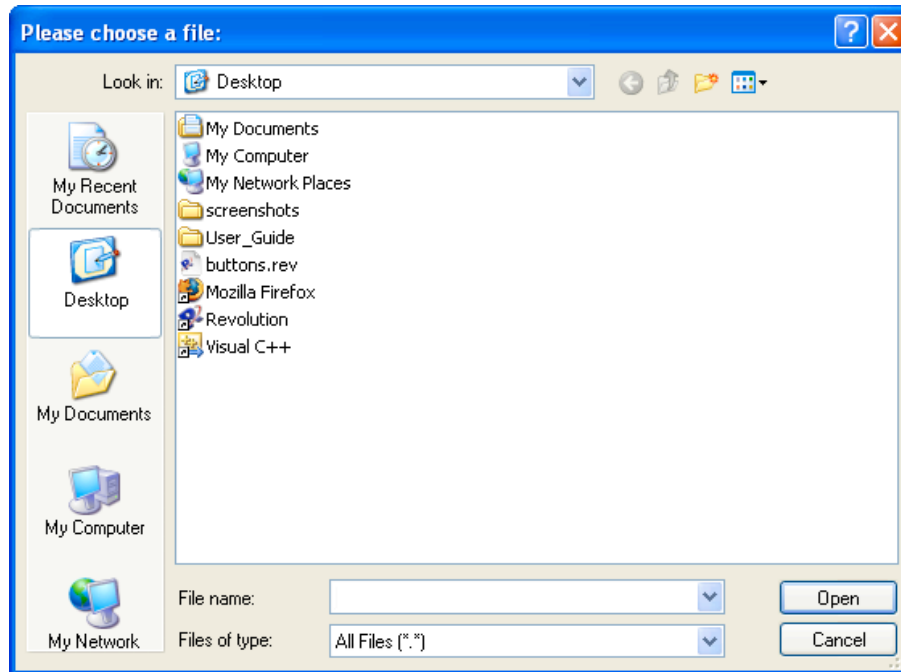 Please choose a file:
Look in:
Desktop
My Recent
Documents
Desktop
My Documents
My Computer
My Network
My Documents
My Computer
My Network Places
screenshots
User_Guide
buttons.rev
Mozilla Firefox
Revolution
Visual C++
File name:
Open
Files of type:
All Files (*.*)
Cancel